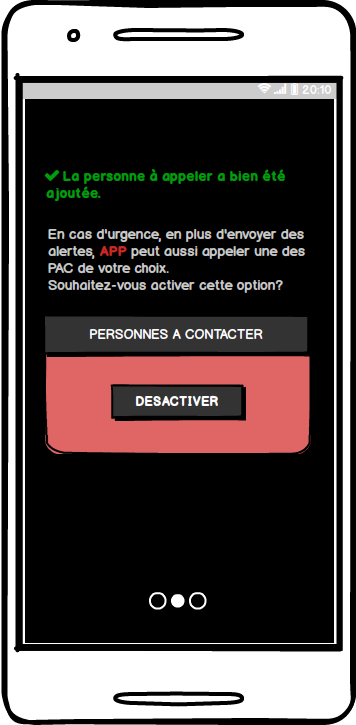 20:10
La personne à appeler a bien été
ajoutée.
En cas d'urgence, en plus d'envoyer des
alertes, APP peut aussi appeler une des
PAC de votre choix.
Souhaitez-vous activer cette option?
PERSONNES A CONTACTER
DESACTIVER